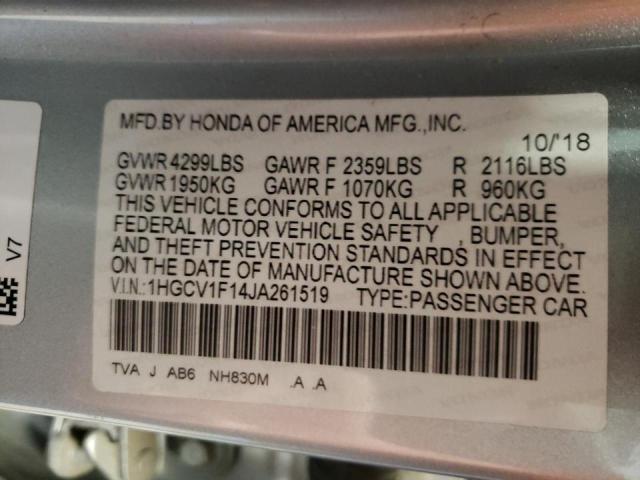 MFD.BY HONDA OF AMERICA MFG.,INC.
10/'18
GVWR 4299LBS GAWR F 2359LBS R 2116LBS
GVWR 1950KG GAWR F 1070KG R 960KG
THIS VEHICLE CONFORMS TO ALL APPLICABLE
FEDERAL MOTOR VEHICLE SAFETY , BUMPER,
AND THEFT PREVENTION STANDARDS IN EFFECT
ON THE DATE OF MANUFACTURE SHOWN ABOVE.
V.I.N.:1HGCV1F14JA261519 TYPE:PASSENGER CAR
TVA J AB6 NH830M .A .A
V7